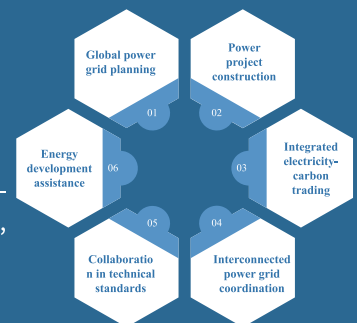 Global power
grid planning
01
Power
project
construction
02
Integrated
electricity-
carbon
trading
03
Interconnected
power grid
coordination
04
Collaboratio
n in technical
standards
05
Energy
development
assistance
06
,